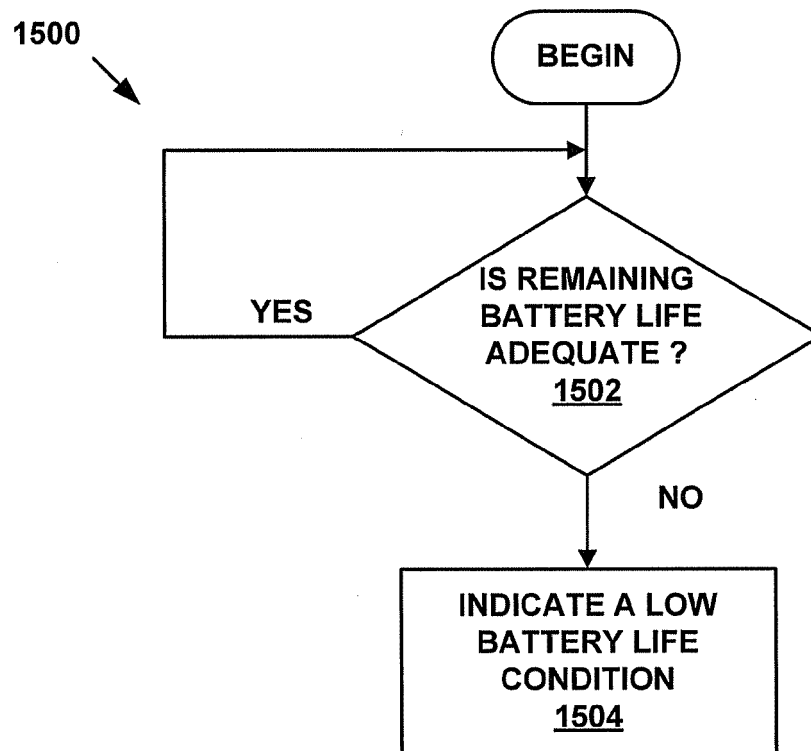 1500
BEGIN
IS REMAINING
BATTERY LIFE
ADEQUATE ?
1502
YES
NO
INDICATE A LOW
BATTERY LIFE
CONDITION
1504